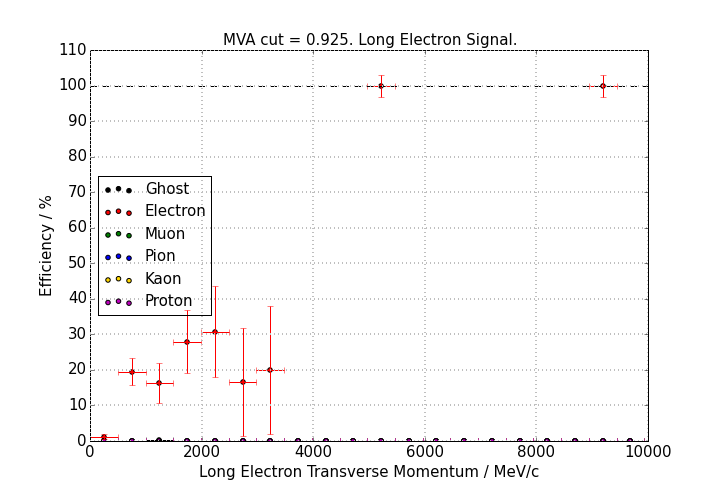 MVA cut = 0.925. Long Electron Signal.
110
100
90
80
70
60
50
40
30
20
10
0
Efficiency / %
Ghost
Electron
Muon
Pion
Kaon
Proton
0 2000 4000 6000 8000 10000
Long Electron Transverse Momentum / MeV/c